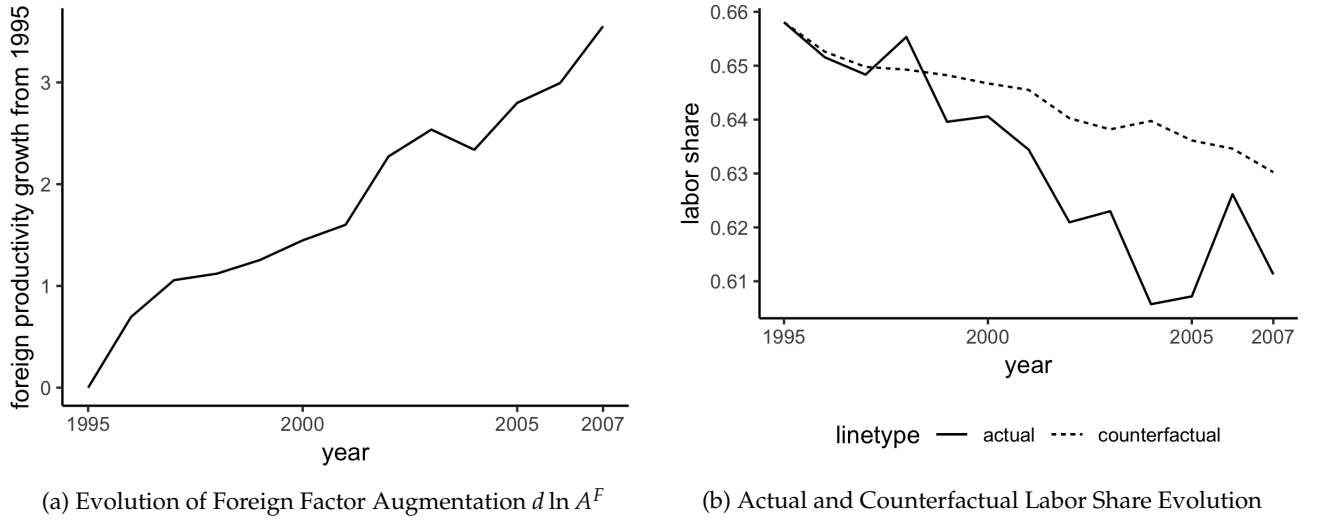 foreign productivity growth from 1995
3
2
1
0
1995 2000 2005 2007
year
(a) Evolution of Foreign Factor Augmentation d ln A^F
labor share
0.66
0.65
0.64
0.63
0.62
0.61
1995 2000 2005 2007
year
linetype actual counterfactual
(b) Actual and Counterfactual Labor Share Evolution